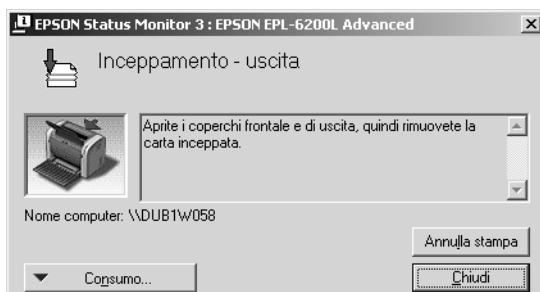 EPSON Status Monitor 3 : EPSON EPL-6200L Advanced
Inceppamento - uscita
Aprite i coperchi frontale e di uscita, quindi rimuovete la
carta inceppata.
Nome computer: \\DUB1W058
Annulla stampa
Consumo...
Chiudi